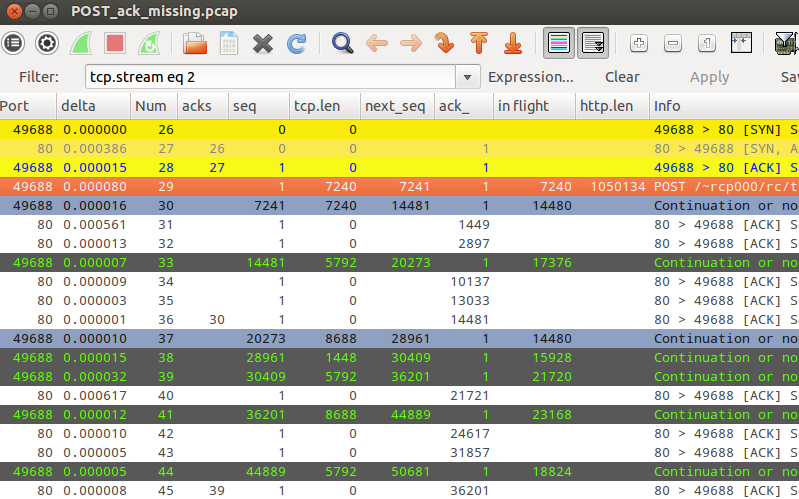 POST_ack_missing.pcap
Filter: tcp.stream eq 2 Expression... Clear Apply Sav
Port delta Num acks seq tcp.len next_seq ack_ in flight http.len Info
49688 0.000000 26 0 0 49688 > 80 [SYN] S
80 0.000386 27 26 0 0 1 80 > 49688 [SYN, A
49688 0.000015 28 27 1 0 1 49688 > 80 [ACK] S
49688 0.000080 29 1 7240 7241 1 7240 1050134 POST /~rcp000/rc/t
49688 0.000016 30 7241 7240 14481 1 14480 Continuation or no
80 0.000561 31 1 0 1449 80 > 49688 [ACK] S
80 0.000013 32 1 0 2897 80 > 49688 [ACK] S
49688 0.000007 33 14481 5792 20273 1 17376 Continuation or no
80 0.000009 34 1 0 10137 80 > 49688 [ACK] S
80 0.000003 35 1 0 13033 80 > 49688 [ACK] S
80 0.000001 36 30 1 0 14481 80 > 49688 [ACK] S
49688 0.000010 37 20273 8688 28961 1 14480 Continuation or no
49688 0.000015 38 28961 1448 30409 1 15928 Continuation or no
49688 0.000032 39 30409 5792 36201 1 21720 Continuation or no
80 0.000617 40 1 0 21721 80 > 49688 [ACK] S
49688 0.000012 41 36201 8688 44889 1 23168 Continuation or no
80 0.000010 42 1 0 24617 80 > 49688 [ACK] S
80 0.000005 43 1 0 31857 80 > 49688 [ACK] S
49688 0.000005 44 44889 5792 50681 1 18824 Continuation or no
80 0.000008 45 39 1 0 36201 80 > 49688 [ACK] S